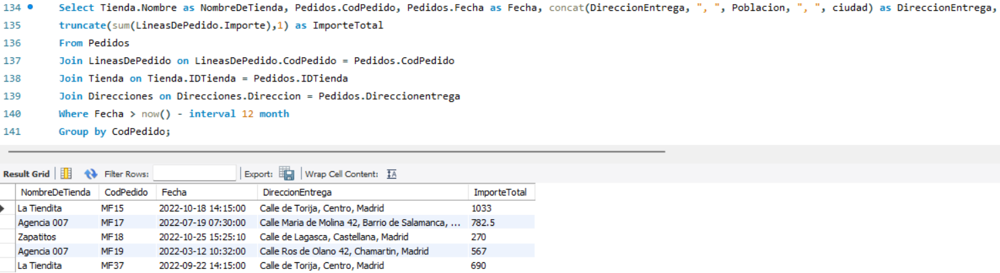 134 Select Tienda.Nombre as NombreDeTienda, Pedidos.CodPedido, Pedidos.Fecha as Fecha, concat(DireccionEntrega, ", ", Poblacion, ", ", ciudad) as DireccionEntrega,
135 truncate(sum(LineasDePedido.Importe),1) as ImporteTotal
136 From Pedidos
137 Join LineasDePedido on LineasDePedido.CodPedido = Pedidos.CodPedido
138 Join Tienda on Tienda.IDTienda = Pedidos.IDTienda
139 Join Direcciones on Direcciones.Direccion = Pedidos.Direccionentrega
140 Where Fecha > now() - interval 12 month
141 Group by CodPedido;
Result Grid Filter Rows: Export: Wrap Cell Content: IA
NombreDeTienda CodPedido Fecha DireccionEntrega ImporteTotal
La Tiendita MF15 2022-10-18 14:15:00 Calle de Torija, Centro, Madrid 1033
Agencia 007 MF17 2022-07-19 07:30:00 Calle Maria de Molina 42, Barrio de Salamanca, ... 782.5
Zapatitos MF18 2022-10-25 15:25:10 Calle de Lagasca, Castellana, Madrid 270
Agencia 007 MF19 2022-03-12 10:32:00 Calle Ros de Olano 42, Chamartin, Madrid 567
La Tiendita MF37 2022-09-22 14:15:00 Calle de Torija, Centro, Madrid 690